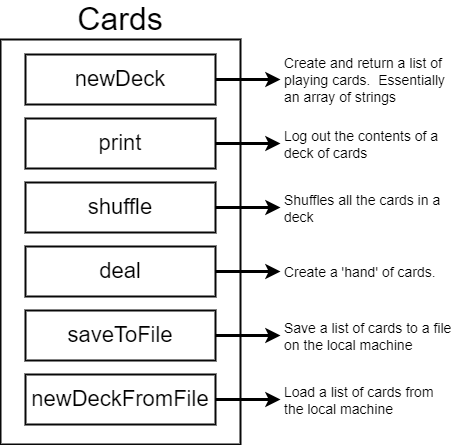 Cards
newDeck
Create and return a list of
playing cards.  Essentially
an array of strings
print
Log out the contents of a
deck of cards
shuffle
Shuffles all the cards in a
deck
deal
Create a 'hand' of cards.
saveToFile
Save a list of cards to a file
on the local machine
newDeckFromFile
Load a list of cards from
the local machine